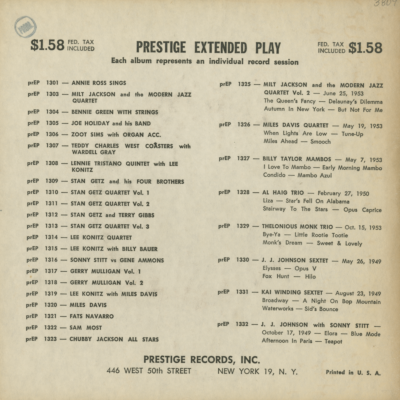 $1.58 FED. TAX INCLUDED
PRESTIGE EXTENDED PLAY
FED. TAX INCLUDED $1.58
Each album represents an individual record session
prEP 1301 — ANNIE ROSS SINGS
prEP 1302 — MILT JACKSON and the MODERN JAZZ
QUARTET
prEP 1304 — BENNIE GREEN WITH STRINGS
prEP 1305 — JOE HOLIDAY and his BAND
prEP 1306 — ZOOT SIMS with ORGAN ACC.
prEP 1307 — TEDDY CHARLES WEST COASTERS with
WARDELL GRAY
prEP 1308 — LENNIE TRISTANO QUINTET with LEE
KONITZ
prEP 1309 — STAN GETZ and his FOUR BROTHERS
prEP 1310 — STAN GETZ QUARTET Vol. 1
prEP 1311 — STAN GETZ QUARTET Vol. 2
prEP 1312 — STAN GETZ and TERRY GIBBS
prEP 1313 — STAN GETZ QUARTET Vol. 3
prEP 1314 — LEE KONITZ QUARTET
prEP 1315 — LEE KONITZ with BILLY BAUER
prEP 1316 — SONNY STITT vs GENE AMMONS
prEP 1317 — GERRY MULLIGAN Vol. 1
prEP 1318 — GERRY MULLIGAN Vol. 2
prEP 1319 — LEE KONITZ with MILES DAVIS
prEP 1320 — MILES DAVIS
prEP 1321 — FATS NAVARRO
prEP 1322 — SAM MOST
prEP 1323 — CHUBBY JACKSON ALL STARS
prEP 1325 — MILT JACKSON and the MODERN JAZZ
QUARTET Vol. 2 — June 25, 1953
The Queen's Fancy — Delauney's Dilemma
Autumn In New York — But Not For Me
prEP 1326 — MILES DAVIS QUARTET — May 19, 1953
When Lights Are Low — Tune-Up
Miles Ahead — Smooch
prEP 1327 — BILLY TAYLOR MAMBOS — May 7, 1953
I Love To Mambo — Early Morning Mambo
Candido — Mambo Azul
prEP 1328 — AL HAIG TRIO — February 27, 1950
Liza — Star's Fell On Alabama
Stairway To The Stars — Opus Caprice
prEP 1329 — THELONIOUS MONK TRIO — Oct. 15, 1952
Bye-Ya — Little Rootie Tootie
Monk's Dream — Sweet & Lovely
prEP 1330 — J. J. JOHNSON SEXTET — May 26, 1949
Elysses — Opus V
Fox Hunt — Hilo
prEP 1331 — KAI WINDING SEXTET — August 23, 1949
Broadway — A Night On Bop Mountain
Waterworks — Sid's Bounce
prEP 1332 — J. J. JOHNSON with SONNY STITT —
October 17, 1949 — Elora — Blue Mode
Afternoon In Paris — Teapot
PRESTIGE RECORDS, INC.
446 WEST 50th STREET NEW YORK 19, N. Y.
Printed in U. S. A.